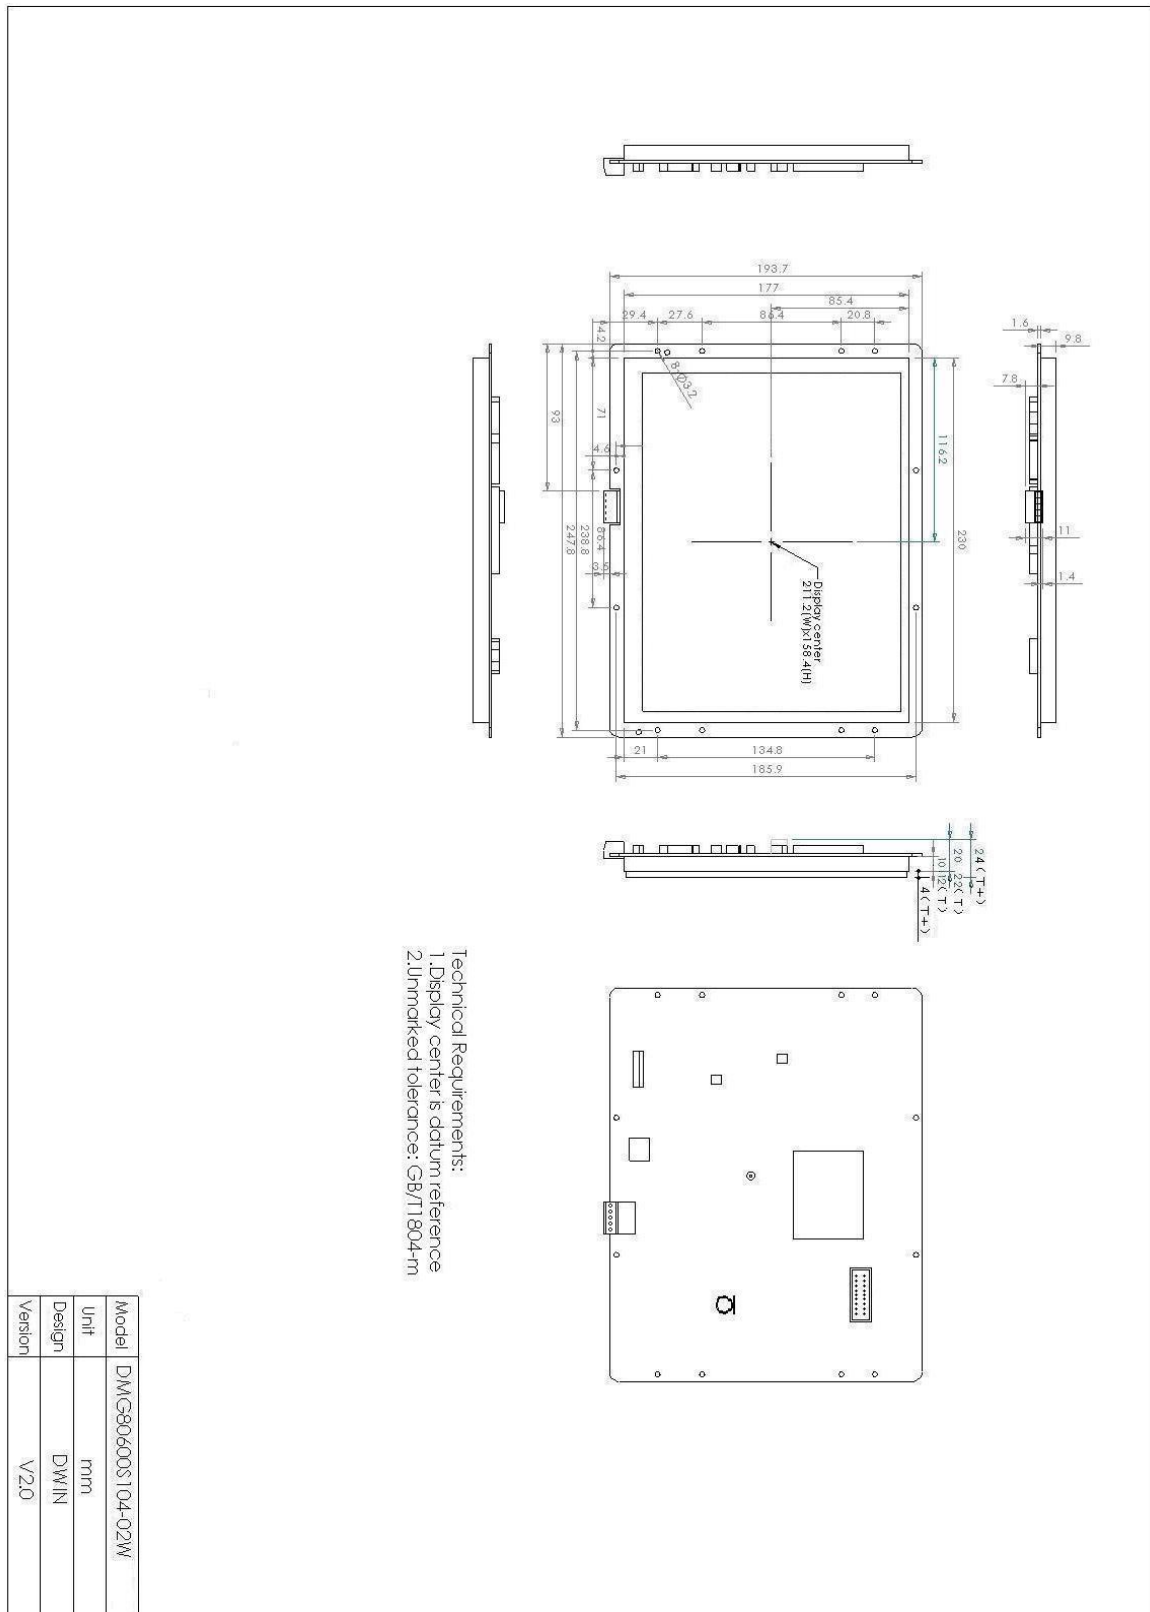 193.7
177
85.4
29.4
27.6
86.4
20.8
4.2
8-Ø3.2
71
93
4.6
116.2
230
86.4
238.8
247.8
3.5
Display center
211.2(W)x158.4(H)
21
134.8
185.9
1.6
9.8
7.8
11
1.4
24(T+)
20
22(T)
10
12(T)
4(T+)
Technical Requirements:
1.Display center is datum reference
2.Unmarked tolerance: GB/T1804-m
Model DMG80600S104-02W
Unit mm
Design DWIN
Version V2.0